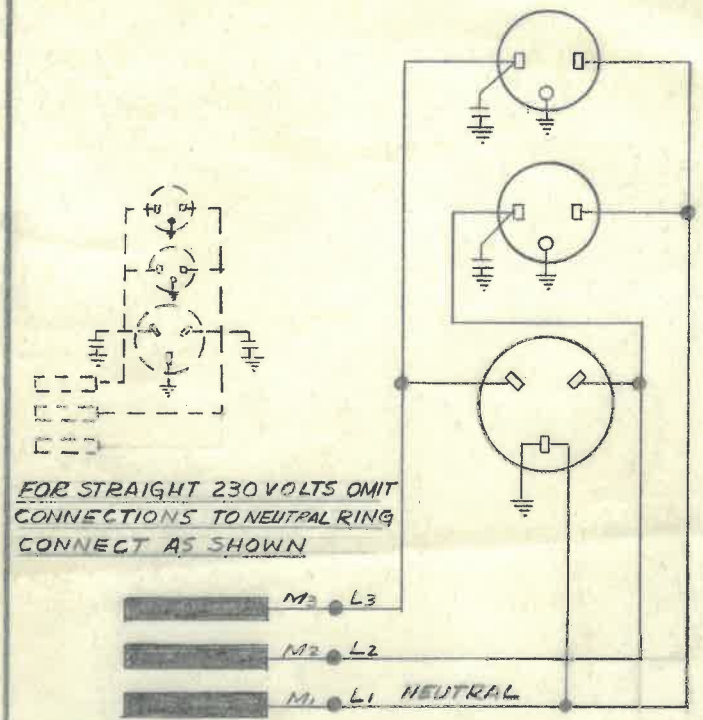 FOR STRAIGHT 230 VOLTS OMIT
CONNECTIONS TO NEUTRAL RING
CONNECT AS SHOWN
M3 L3
M2 L2
M1 L1 NEUTRAL